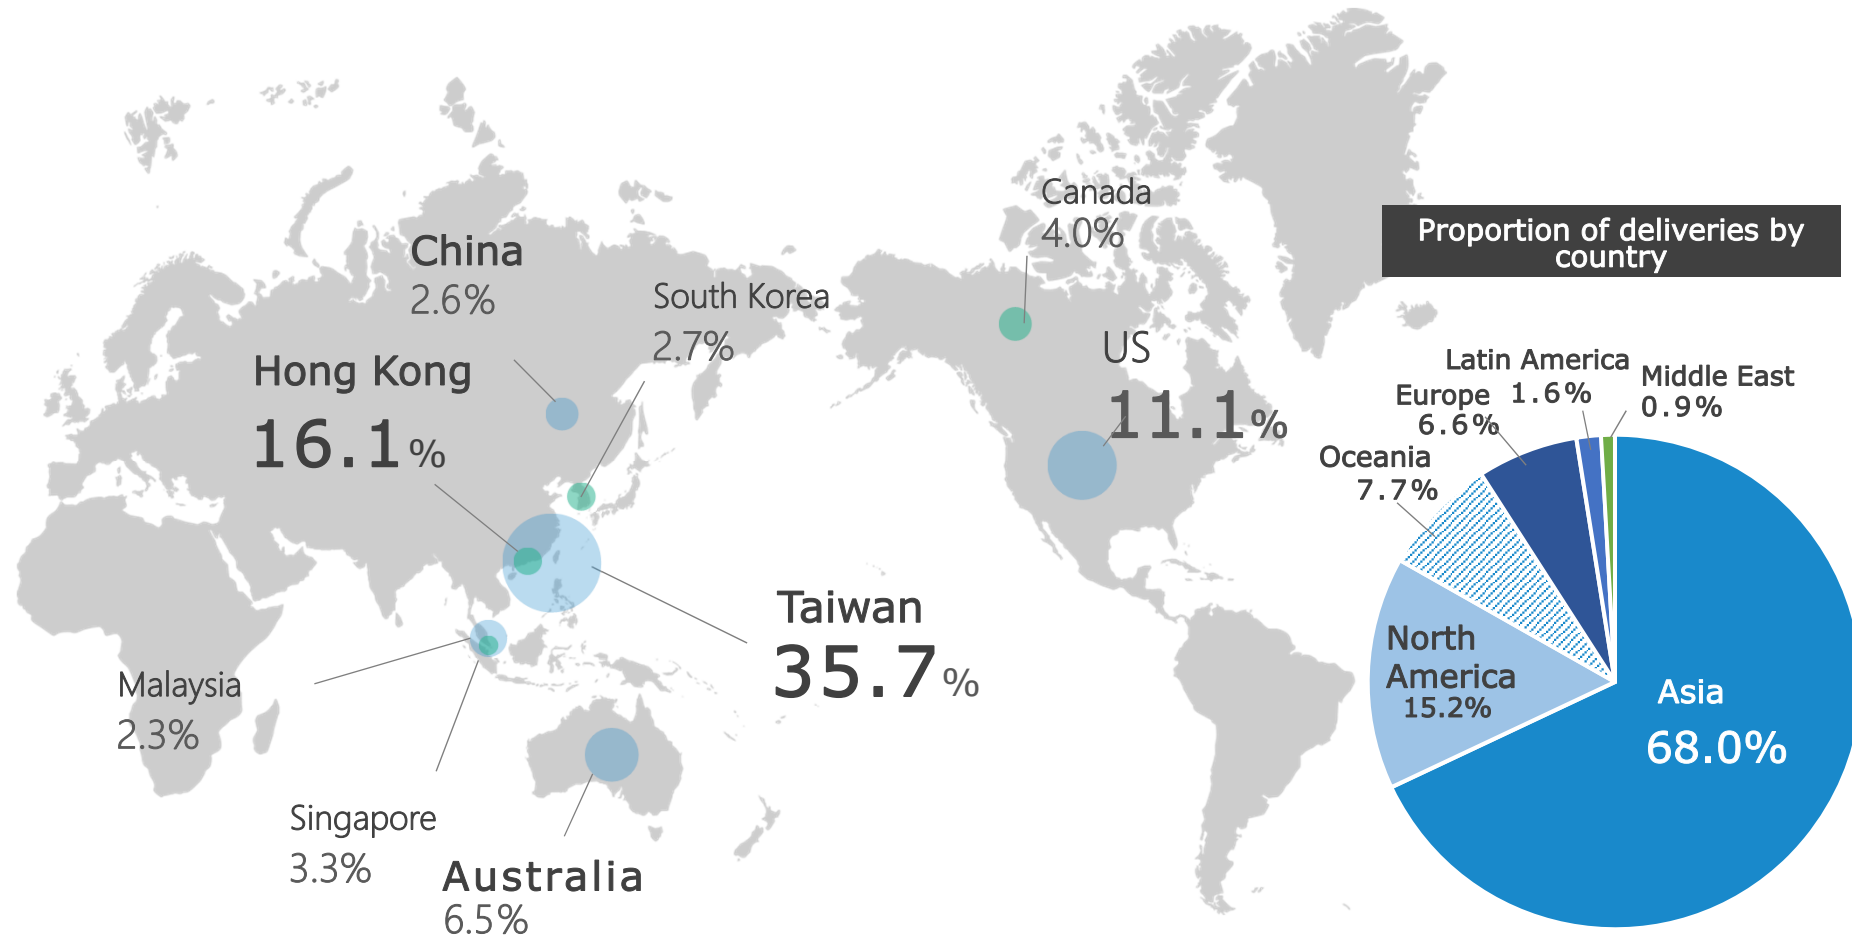 Canada
4.0%
Proportion of deliveries by
country
China
2.6%
South Korea
2.7%
US
11.1%
Hong Kong
16.1%
Latin America
1.6%
Middle East
0.9%
Europe
6.6%
Oceania
7.7%
Taiwan
35.7%
North
America
15.2%
Asia
68.0%
Malaysia
2.3%
Singapore
3.3%
Australia
6.5%